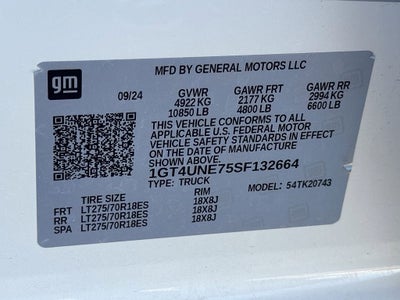 gm
MFD BY GENERAL MOTORS LLC
09/24 GVWR GAWR FRT GAWR RR
4922 KG 2177 KG 2994 KG
10850 LB 4800 LB 6600 LB
THIS VEHICLE CONFORMS TO ALL
APPLICABLE U.S. FEDERAL MOTOR
VEHICLE SAFETY STANDARDS IN EFFECT
ON THE DATE OF MANUFACTURE
SHOWN ABOVE.
1GT4UNE75SF132664
TYPE: TRUCK MODEL: 54TK20743
TIRE SIZE RIM
FRT LT275/70R18ES 18X8J
RR LT275/70R18ES 18X8J
SPA LT275/70R18ES 18X8J